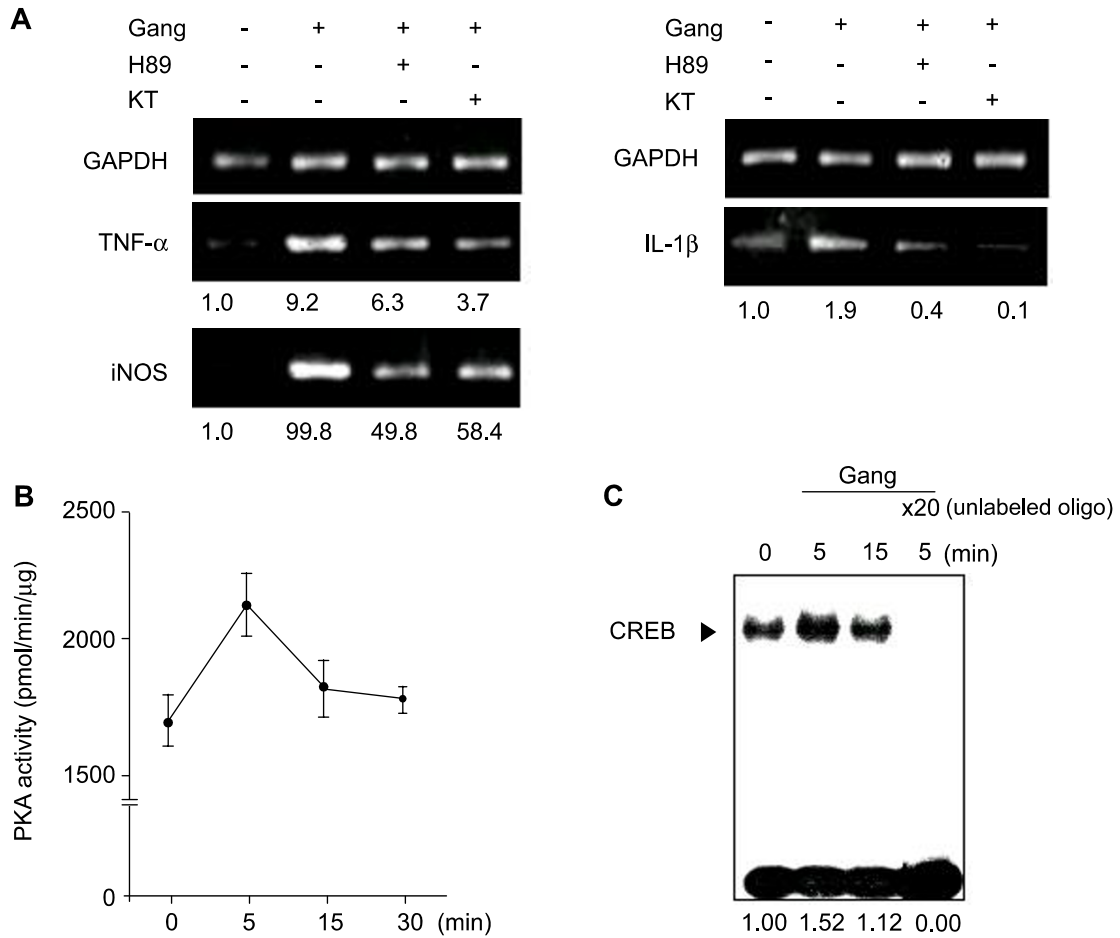 A
Gang - + + +
H89 - - + -
KT - - - +
GAPDH
TNF-α
1.0 9.2 6.3 3.7
iNOS
1.0 99.8 49.8 58.4
Gang - + + +
H89 - - + -
KT - - - +
GAPDH
IL-1β
1.0 1.9 0.4 0.1
B
PKA activity (pmol/min/μg)
2500
2000
1500
0
0 5 15 30 (min)
C
Gang
x20 (unlabeled oligo)
0 5 15 5 (min)
CREB
1.00 1.52 1.12 0.00